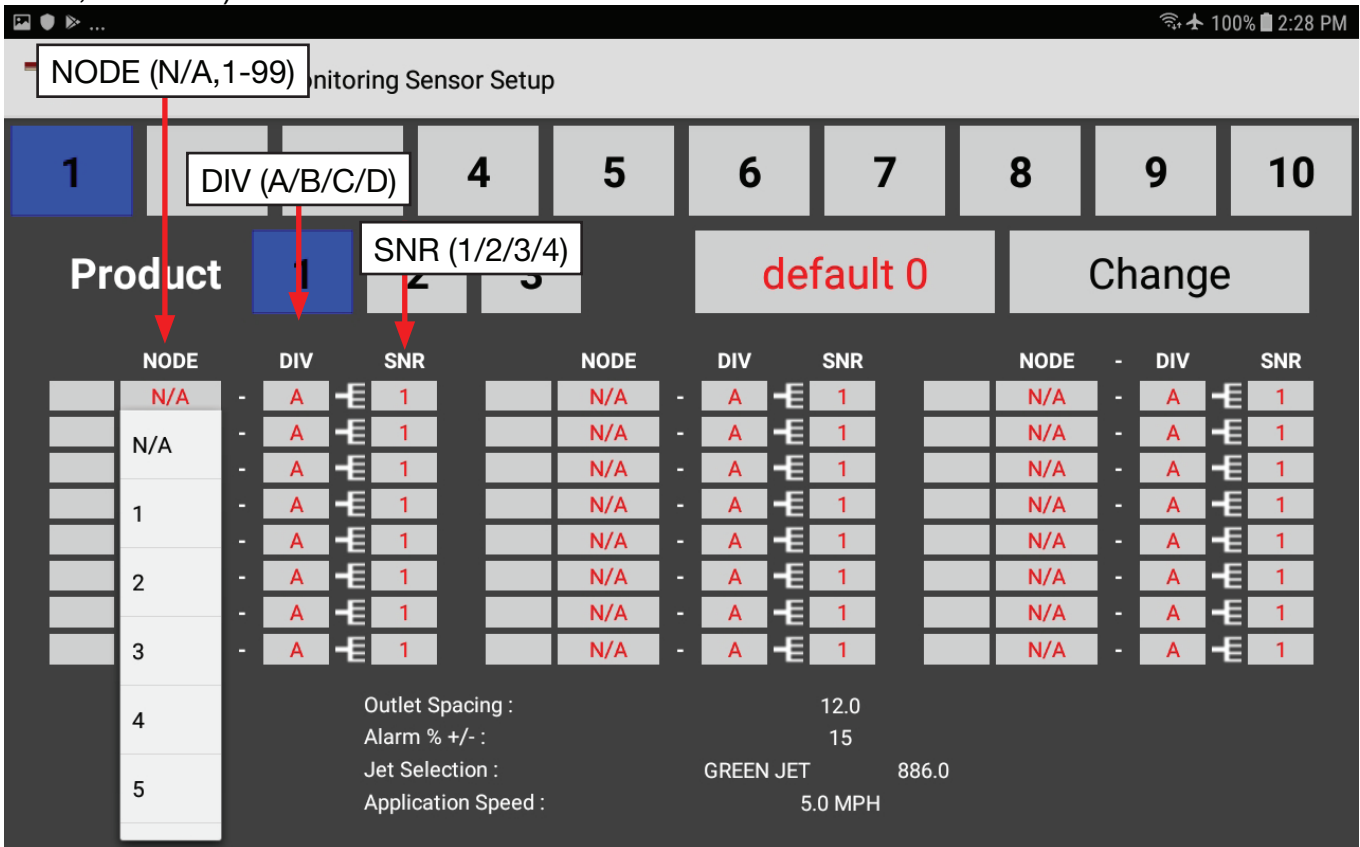 ... 100% 2:28 PM
NODE (N/A,1-99) nitoring Sensor Setup
1 4 5 6 7 8 9 10
DIV (A/B/C/D)
SNR (1/2/3/4)
Product 1 2 3 default 0 Change
NODE DIV SNR NODE DIV SNR NODE - DIV SNR
N/A - A 1 N/A - A 1 N/A - A 1
N/A - A 1 N/A - A 1 N/A - A 1
- A 1 N/A - A 1 N/A - A 1
1 - A 1 N/A - A 1 N/A - A 1
- A 1 N/A - A 1 N/A - A 1
2 - A 1 N/A - A 1 N/A - A 1
- A 1 N/A - A 1 N/A - A 1
3 - A 1 N/A - A 1 N/A - A 1
4 Outlet Spacing : 12.0
Alarm % +/- : 15
5 Jet Selection : GREEN JET 886.0
Application Speed : 5.0 MPH